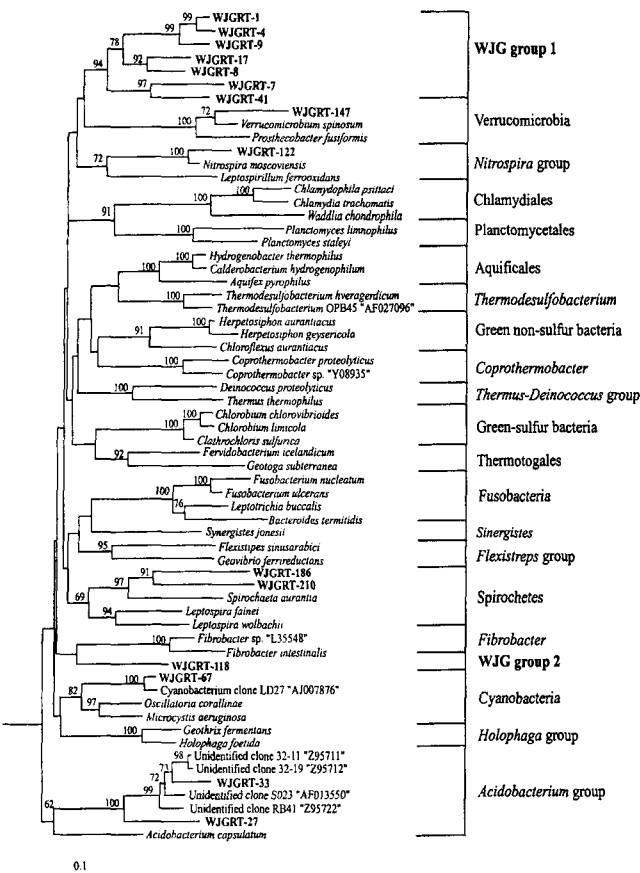 WJGRT-1
99
99
WJGRT-4
78
WJGRT-9
WJG group 1
94
92
WJGRT-17
WJGRT-8
97
WJGRT-7
WJGRT-41
72
WJGRT-147
100
Verrucomicrobium spinosum
Verrucomicrobia
Prosthecobacter fusiformis
100
WJGRT-122
72
Nitrospira moscoviensis
Nitrospira group
Leptospirillum ferrooxidans
100
Chlamydophila psittaci
100
Chlamydia trachomatis
Chlamydiales
Waddlia chondrophila
91
100
Planctomyces limnophilus
Planctomycetales
Planctomyces staleyi
100
Hydrogenobacter thermophilus
100
Calderobacterium hydrogenophilum
Aquificales
Aquifex pyrophilus
100
Thermodesulfobacterium hveragerdicum
Thermodesulfobacterium
Thermodesulfobacterium OPB45 "AF027096"
100
Herpetosiphon aurantiacus
91
Herpetosiphon geysericola
Green non-sulfur bacteria
Chloroflexus aurantiacus
100
Coprothermobacter proteolyticus
Coprothermobacter
Coprothermobacter sp. "Y08935"
100
Deinococcus proteolyticus
Thermus-Deinococcus group
Thermus thermophilus
100
Chlorobium chlorovibrioides
100
Chlorobium limicola
Green-sulfur bacteria
Clathrochloris sulfurica
92
Fervidobacterium icelandicum
Thermotogales
Geotoga subterranea
100
Fusobacterium nucleatum
100
Fusobacterium ulcerans
Fusobacteria
76
Leptotrichia buccalis
Bacteroides termitidis
Synergistes jonesii
Sinergistes
95
Flexistipes sinusarabici
Flexistreps group
Geovibrio ferrireductans
91
WJGRT-186
97
WJGRT-210
Spirochaeta aurantia
Spirochetes
69
94
Leptospira fainei
Leptospira wolbachii
100
Fibrobacter sp. "L35548"
Fibrobacter
Fibrobacter intestinalis
WJGRT-118
WJG group 2
100
WJGRT-67
82
Cyanobacterium clone LD27 "AJ007876"
97
Oscillatoria corallinae
Cyanobacteria
Microcystis aeruginosa
100
Geothrix fermentans
Holophaga group
Holophaga foetida
98
Unidentified clone 32-11 "Z95711"
73
Unidentified clone 32-19 "Z95712"
72
WJGRT-33
99
Unidentified clone S023 "AF013550"
Acidobacterium group
62
100
Unidentified clone RB41 "Z95722"
WJGRT-27
Acidobacterium capsulatum
0.1